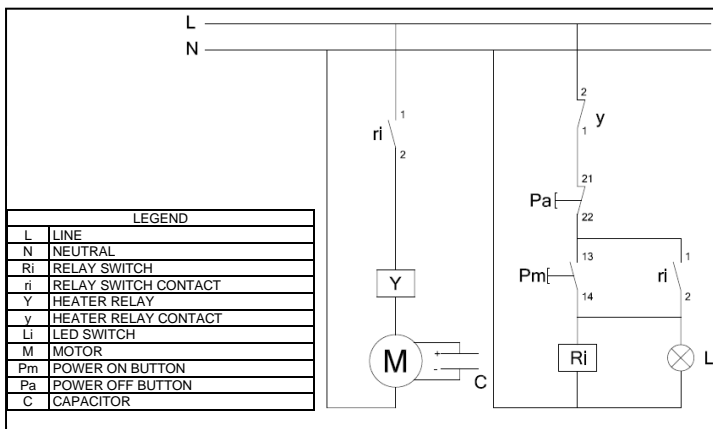 L
N
1
ri
2
Y
M
+
-
C
2
y
1
21
Pa
22
13
Pm
14
1
ri
2
Ri
L
LEGEND
L LINE
N NEUTRAL
Ri RELAY SWITCH
ri RELAY SWITCH CONTACT
Y HEATER RELAY
y HEATER RELAY CONTACT
Li LED SWITCH
M MOTOR
Pm POWER ON BUTTON
Pa POWER OFF BUTTON
C CAPACITOR